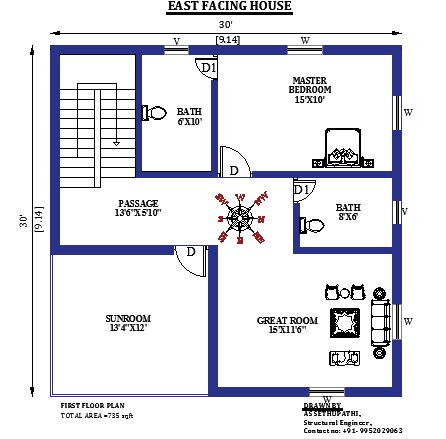 EAST FACING HOUSE
30'
[9.14]
V
W
D1
MASTER
BEDROOM
15'X10'
BATH
6'X10'
W
D
D1
PASSAGE
13'6"X5'10"
BATH
8'X6'
V
30'
[9.14]
D
SUNROOM
13'4"X12'
GREAT ROOM
15'X11'6"
W
W
FIRST FLOOR PLAN
TOTAL AREA =735 sqft
DRAWN BY
ASSETHUPATHI,
Structural Engineer,
Contact no: +91-9952029063